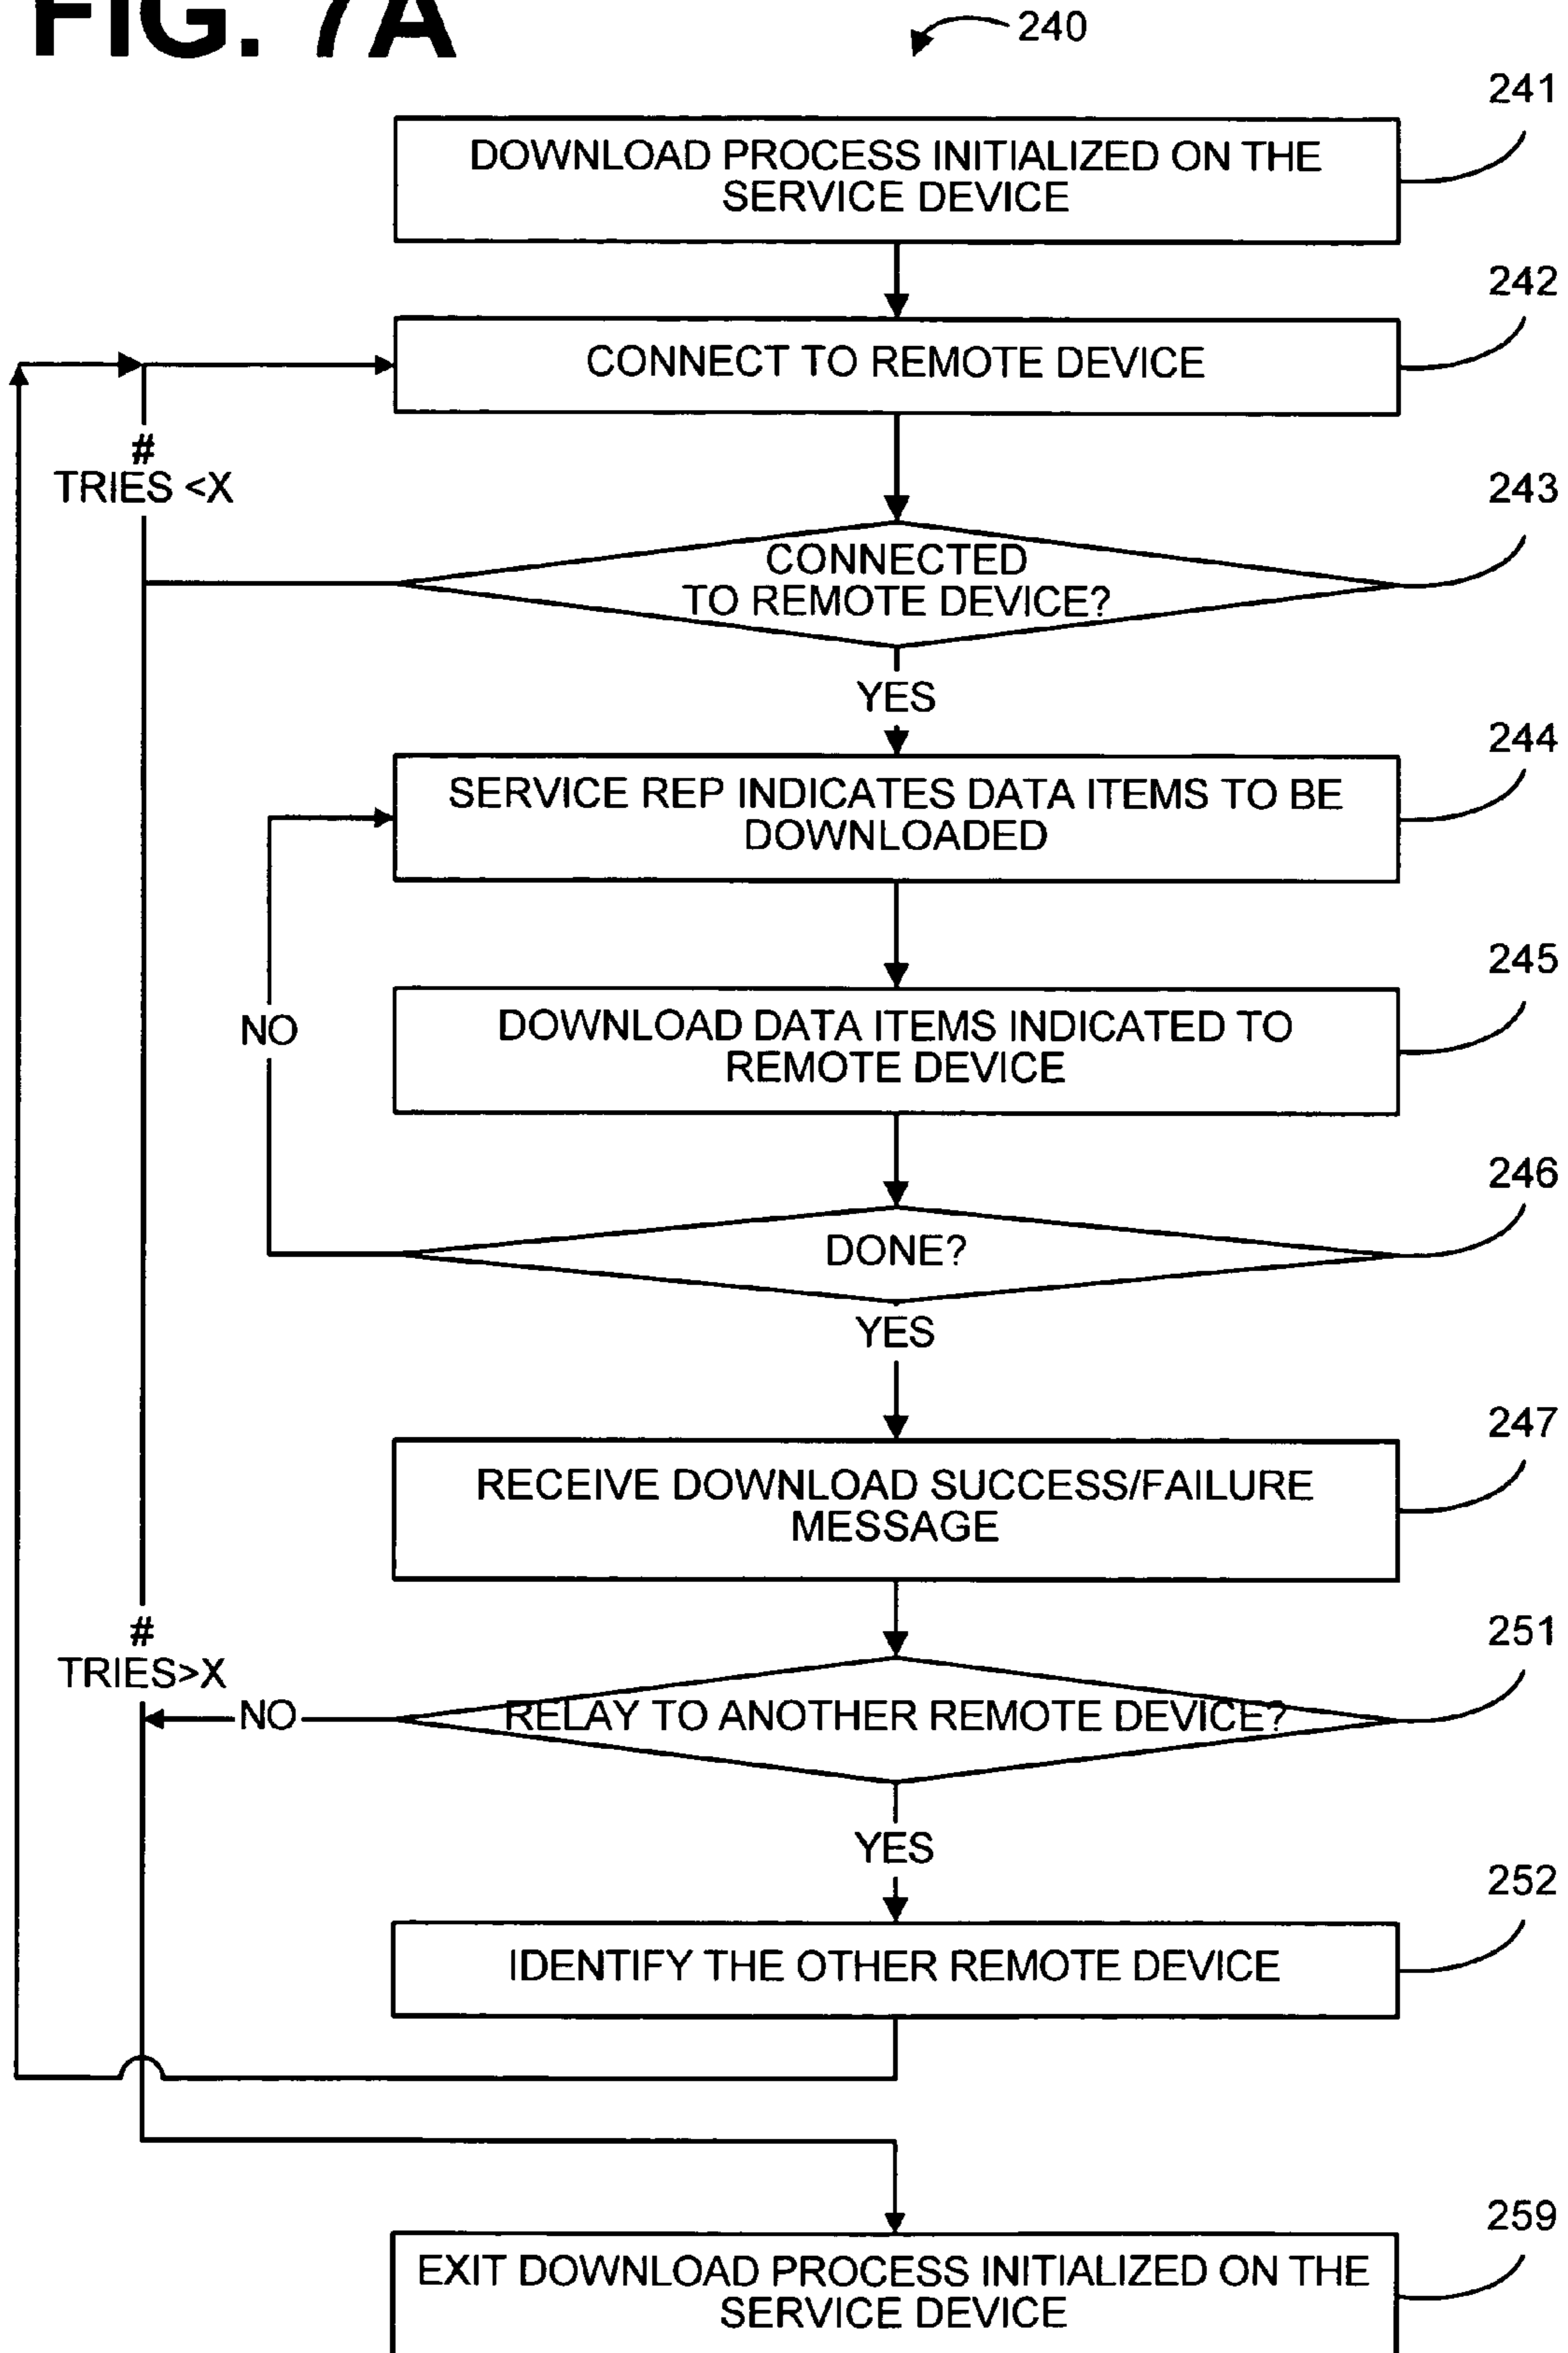 FIG. 7A
240
241
DOWNLOAD PROCESS INITIALIZED ON THE
SERVICE DEVICE
242
CONNECT TO REMOTE DEVICE
#
TRIES <X
243
CONNECTED
TO REMOTE DEVICE?
YES
244
SERVICE REP INDICATES DATA ITEMS TO BE
DOWNLOADED
245
NO
DOWNLOAD DATA ITEMS INDICATED TO
REMOTE DEVICE
246
DONE?
YES
247
RECEIVE DOWNLOAD SUCCESS/FAILURE
MESSAGE
#
TRIES>X
251
NO
RELAY TO ANOTHER REMOTE DEVICE?
YES
252
IDENTIFY THE OTHER REMOTE DEVICE
259
EXIT DOWNLOAD PROCESS INITIALIZED ON THE
SERVICE DEVICE